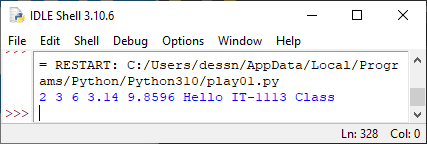 IDLE Shell 3.10.6
File Edit Shell Debug Options Window Help
>>>
= RESTART: C:/Users/dessn/AppData/Local/Progr
ams/Python/Python310/play01.py
2 3 6 3.14 9.8596 Hello IT-1113 Class
>>>
Ln: 328 Col: 0